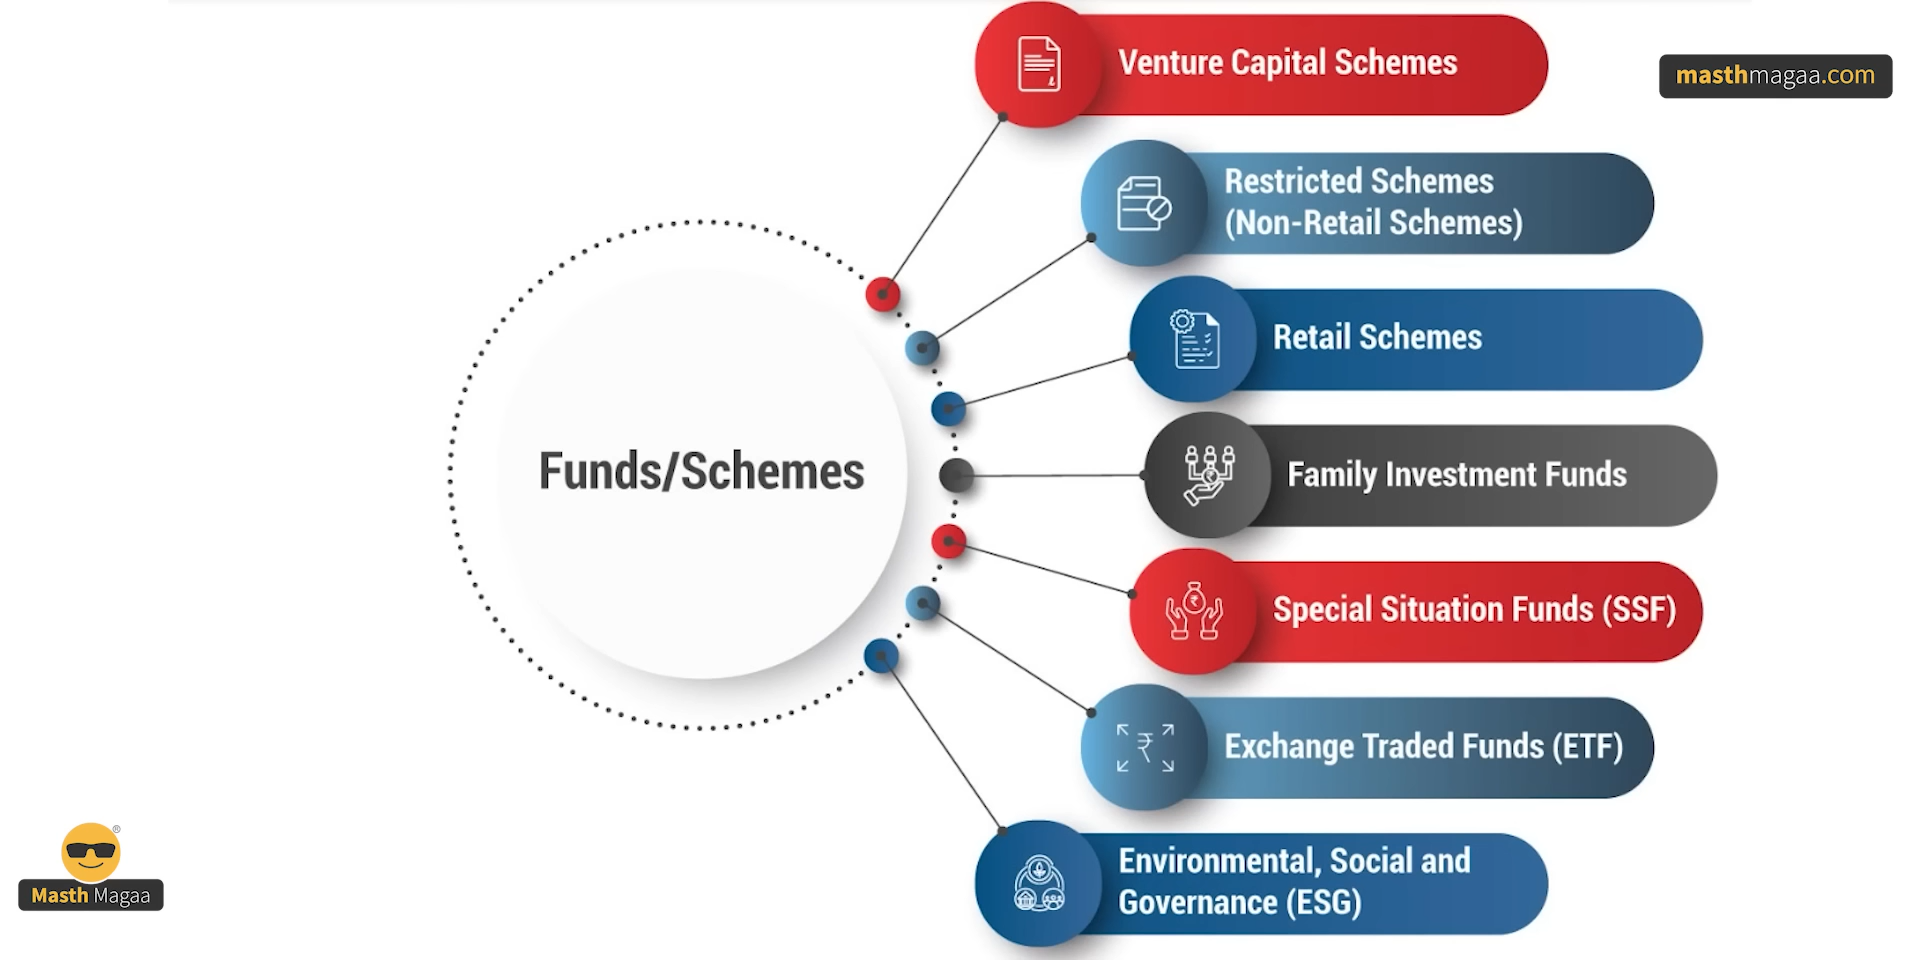 Venture Capital Schemes
masthmagaa.com
Restricted Schemes
(Non-Retail Schemes)
Retail Schemes
Funds/Schemes
Family Investment Funds
Special Situation Funds (SSF)
Exchange Traded Funds (ETF)
Environmental, Social and
Governance (ESG)
®
Masth Magaa